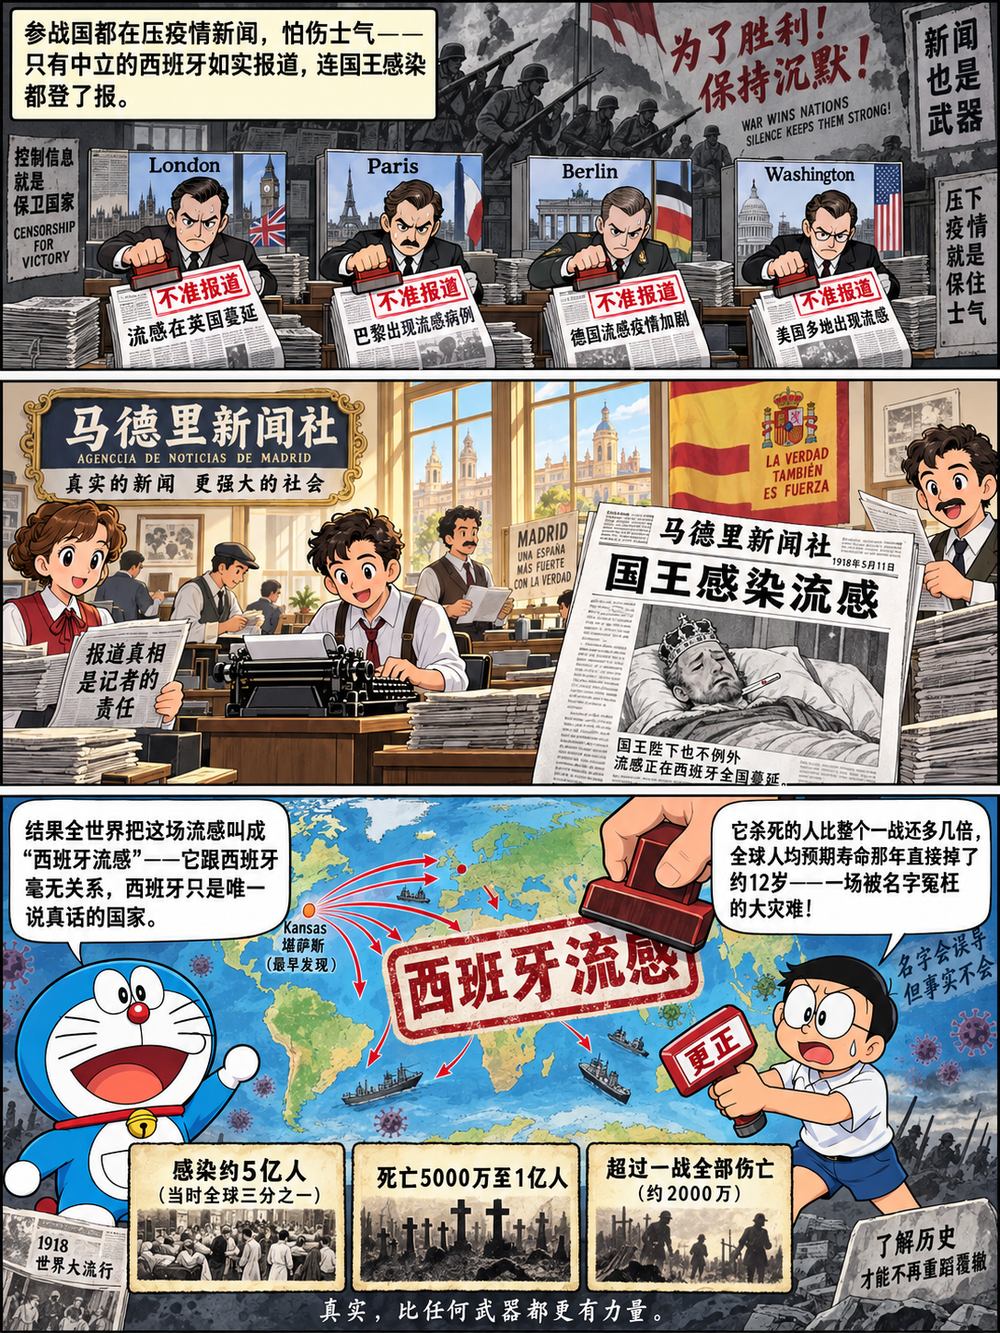 参战国都在压疫情新闻，怕伤士气——
只有中立的西班牙如实报道，连国王感染
都登了报。
为了胜利！
保持沉默！
WAR WINS NATIONS
SILENCE KEEPS THEM STRONG!
新闻
也是
武器
控制信息
就是
保卫国家
CENSORSHIP
FOR
VICTORY
压下
疫情
就是
保住
士气
London
Paris
Berlin
Washington
不准报道
流感在英国蔓延
不准报道
巴黎出现流感病例
不准报道
德国流感疫情加剧
不准报道
美国多地出现流感
马德里新闻社
AGENCCIA DE NOTICIAS DE MADRID
真实的新闻 更强大的社会
LA VERDAD
TAMBIÉN
ES FUERZA
MADRID
UNA ESPAÑA
MÁS FUERTE
CON LA VERDAD
报道真相
是记者的
责任
马德里新闻社
1918年5月11日
国王感染流感
国王陛下也不例外
流感正在西班牙全国蔓延。
结果全世界把这场流感叫成
“西班牙流感”——它跟西班牙
毫无关系，西班牙只是唯一
说真话的国家。
它杀死的人比整个一战还多几倍，
全球人均预期寿命那年直接掉了
约12岁——一场被名字冤枉
的大灾难！
Kansas
堪萨斯
（最早发现）
西班牙流感
名字会误导
但事实不会
更正
感染约5亿人
（当时全球三分之一）
死亡5000万至1亿人
超过一战全部伤亡
（约2000万）
1918
世界大流行
了解历史
才能不再重蹈覆辙
真实，比任何武器都更有力量。